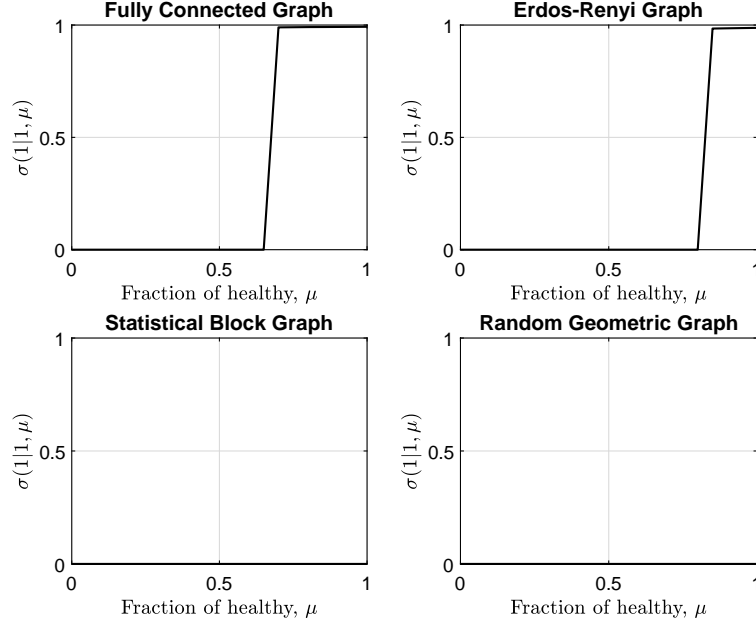 Fully Connected Graph
1
0.5
0
σ(1|1, μ)
0
0.5
1
Fraction of healthy, μ
Erdos-Renyi Graph
1
0.5
0
σ(1|1, μ)
0
0.5
1
Fraction of healthy, μ
Statistical Block Graph
1
0.5
0
σ(1|1, μ)
0
0.5
1
Fraction of healthy, μ
Random Geometric Graph
1
0.5
0
σ(1|1, μ)
0
0.5
1
Fraction of healthy, μ